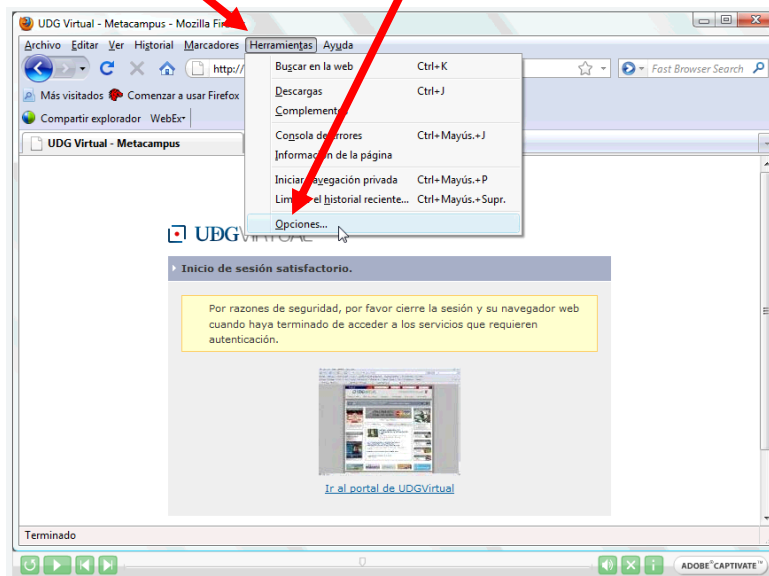 UDG Virtual - Metacampus - Mozilla
Archivo Editar Ver Historial Marcadores Herramientas Ayuda
http://
Fast Browser Search
Más visitados Comenzar a usar Firefox
Compartir explorador WebEx
UDG Virtual - Metacampus
Buscar en la web Ctrl+K
Descargas Ctrl+J
Complementos
Consola de errores Ctrl+Mayús.+J
Información de la página
Iniciar navegación privada Ctrl+Mayús.+P
Limpiar el historial reciente... Ctrl+Mayús.+Supr.
Opciones...
UDGVIRTUAL
Inicio de sesión satisfactorio.
Por razones de seguridad, por favor cierre la sesión y su navegador web
cuando haya terminado de acceder a los servicios que requieren
autenticación.
Ir al portal de UDGVirtual
Terminado
ADOBE®CAPTIVATE™